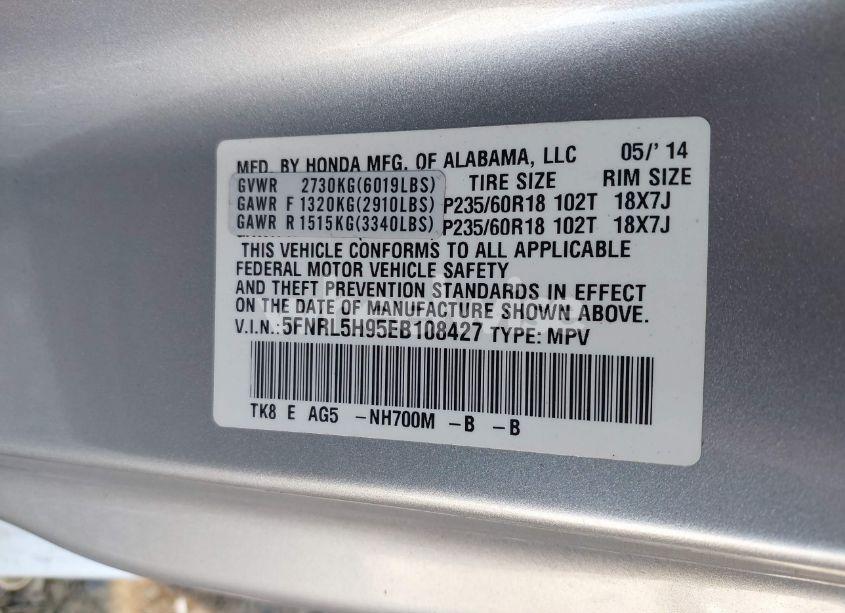 MFD. BY HONDA MFG. OF ALABAMA, LLC 05/'14
GVWR 2730KG(6019LBS) TIRE SIZE RIM SIZE
GAWR F 1320KG(2910LBS) P235/60R18 102T 18X7J
GAWR R 1515KG(3340LBS) P235/60R18 102T 18X7J
THIS VEHICLE CONFORMS TO ALL APPLICABLE
FEDERAL MOTOR VEHICLE SAFETY
AND THEFT PREVENTION STANDARDS IN EFFECT
ON THE DATE OF MANUFACTURE SHOWN ABOVE.
V.I.N.:5FNRL5H95EB108427 TYPE: MPV
TK8 E AG5 -NH700M -B -B